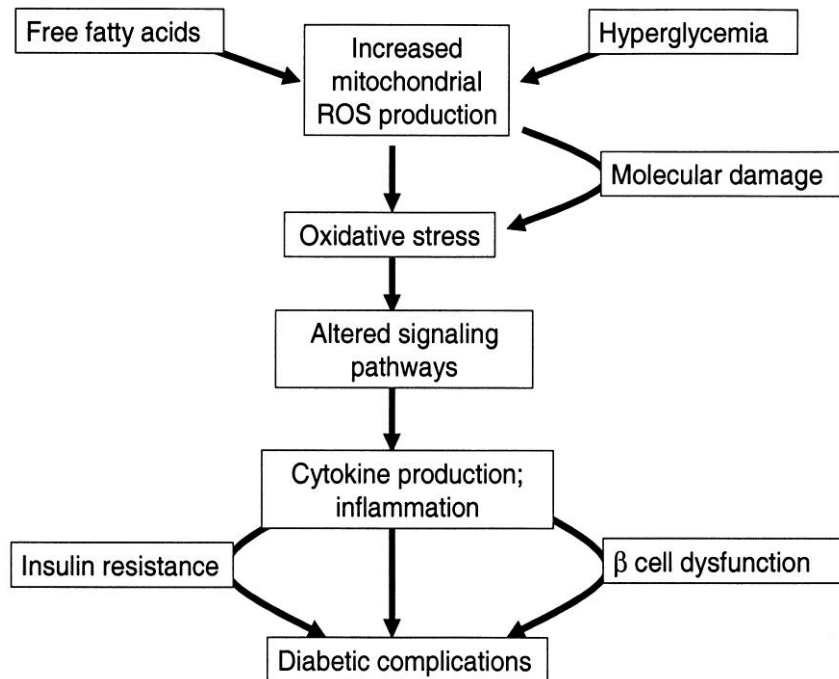 Free fatty acids
Hyperglycemia
Increased
mitochondrial
ROS production
Molecular damage
Oxidative stress
Altered signaling
pathways
Cytokine production;
inflammation
Insulin resistance
β cell dysfunction
Diabetic complications